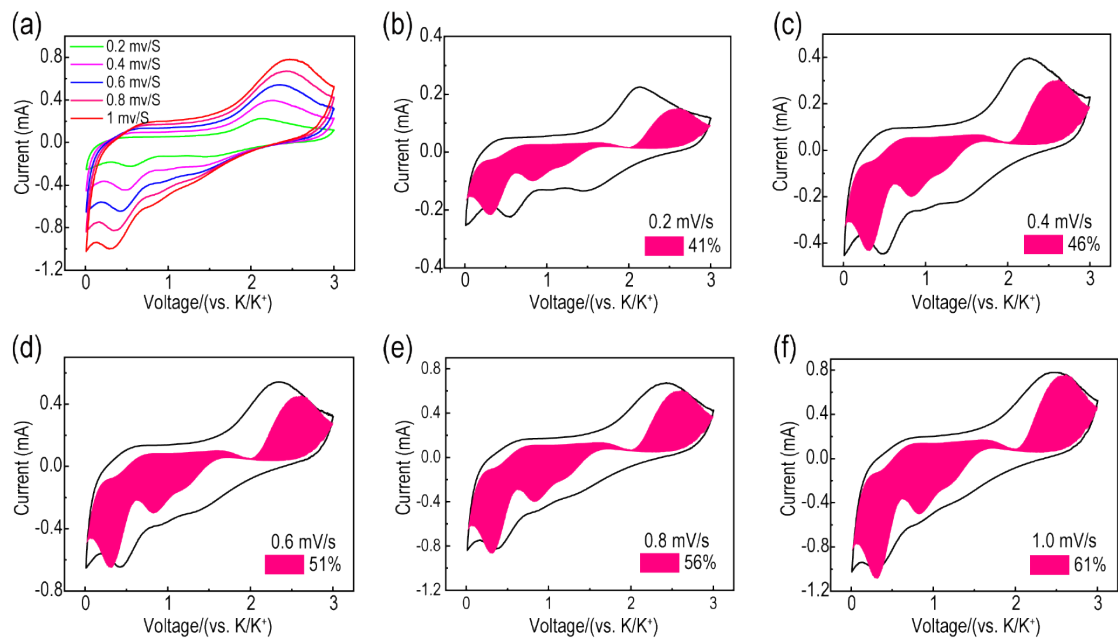 (a)
0.2 mv/S
0.4 mv/S
0.6 mv/S
0.8 mv/S
1 mv/S
0.8
0.4
0.0
-0.4
-0.8
-1.2
Current (mA)
0 1 2 3
Voltage/(vs. K/K⁺)
(b)
0.4
0.2
0.0
-0.2
-0.4
Current (mA)
0.2 mV/s
41%
0 1 2 3
Voltage/(vs. K/K⁺)
(c)
0.4
0.2
0.0
-0.2
-0.4
Current (mA)
0.4 mV/s
46%
0 1 2 3
Voltage/(vs. K/K⁺)
(d)
0.4
0.0
-0.4
-0.8
Current (mA)
0.6 mV/s
51%
0 1 2 3
Voltage/(vs. K/K⁺)
(e)
0.8
0.4
0.0
-0.4
-0.8
-1.2
Current (mA)
0.8 mV/s
56%
0 1 2 3
Voltage/(vs. K/K⁺)
(f)
0.8
0.4
0.0
-0.4
-0.8
-1.2
Current (mA)
1.0 mV/s
61%
0 1 2 3
Voltage/(vs. K/K⁺)